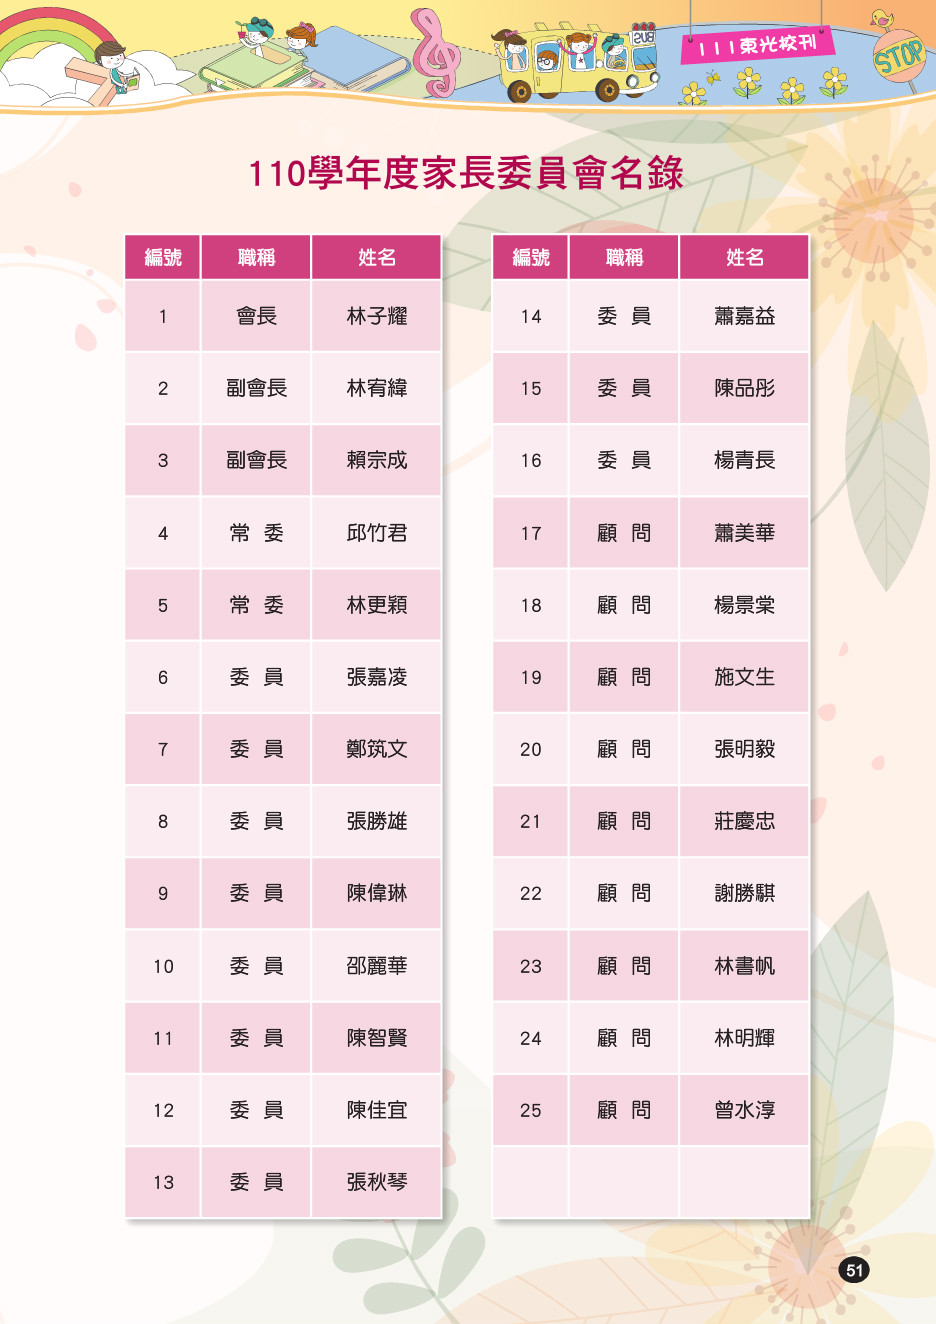 BUS
111東光校刊
STOP
110學年度家長委員會名錄
編號 職稱 姓名
1 會長 林子耀
2 副會長 林宥緯
3 副會長 賴宗成
4 常 委 邱竹君
5 常 委 林更穎
6 委 員 張嘉凌
7 委 員 鄭筑文
8 委 員 張勝雄
9 委 員 陳偉琳
10 委 員 邵麗華
11 委 員 陳智賢
12 委 員 陳佳宜
13 委 員 張秋琴
編號 職稱 姓名
14 委 員 蕭嘉益
15 委 員 陳品彤
16 委 員 楊青長
17 顧 問 蕭美華
18 顧 問 楊景棠
19 顧 問 施文生
20 顧 問 張明毅
21 顧 問 莊慶忠
22 顧 問 謝勝騏
23 顧 問 林書帆
24 顧 問 林明輝
25 顧 問 曾水淳
51